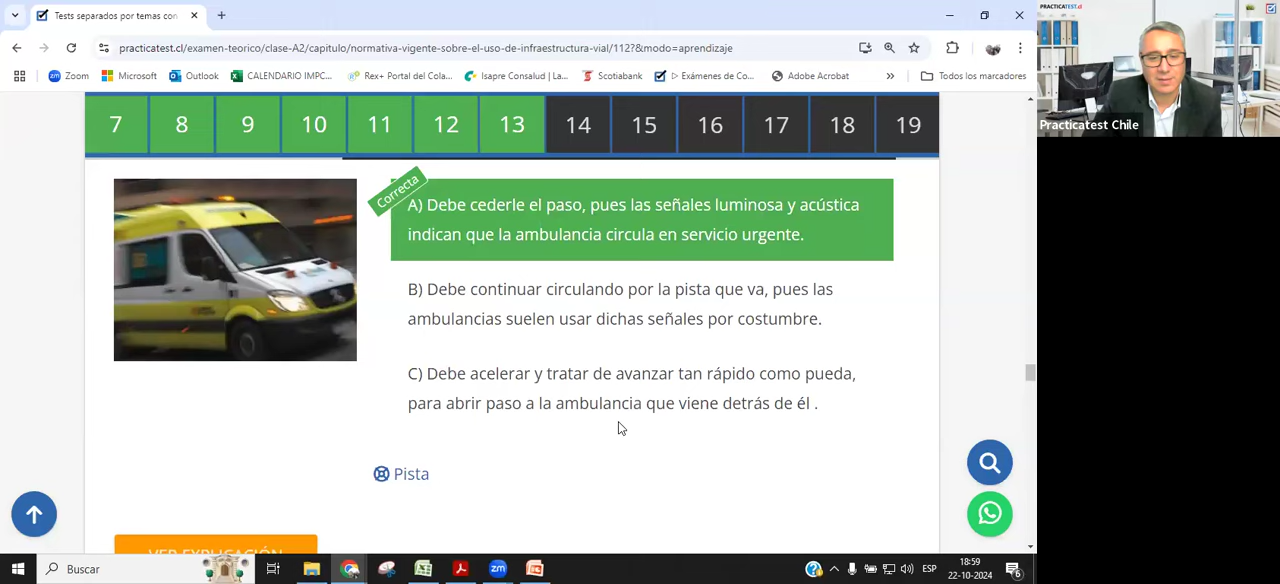 Tests separados por temas con
practicatest.cl/examen-teorico/clase-A2/capitulo/normativa-vigente-sobre-el-uso-de-infraestructura-vial/112?&modo=aprendizaje
Zoom
Microsoft
Outlook
CALENDARIO IMPC...
Rex+ Portal del Cola...
Isapre Consalud | La...
Scotiabank
▷ Exámenes de Co...
Adobe Acrobat
»
Todos los marcadores
PRACTICATEST.cl
Practicatest Chile
7 8 9 10 11 12 13 14 15 16 17 18 19
Correcta
A) Debe cederle el paso, pues las señales luminosa y acústica
indican que la ambulancia circula en servicio urgente.
B) Debe continuar circulando por la pista que va, pues las
ambulancias suelen usar dichas señales por costumbre.
C) Debe acelerar y tratar de avanzar tan rápido como pueda,
para abrir paso a la ambulancia que viene detrás de él .
Pista
VER EXPLICACIÓN
Buscar
ESP
18:59
22-10-2024
6